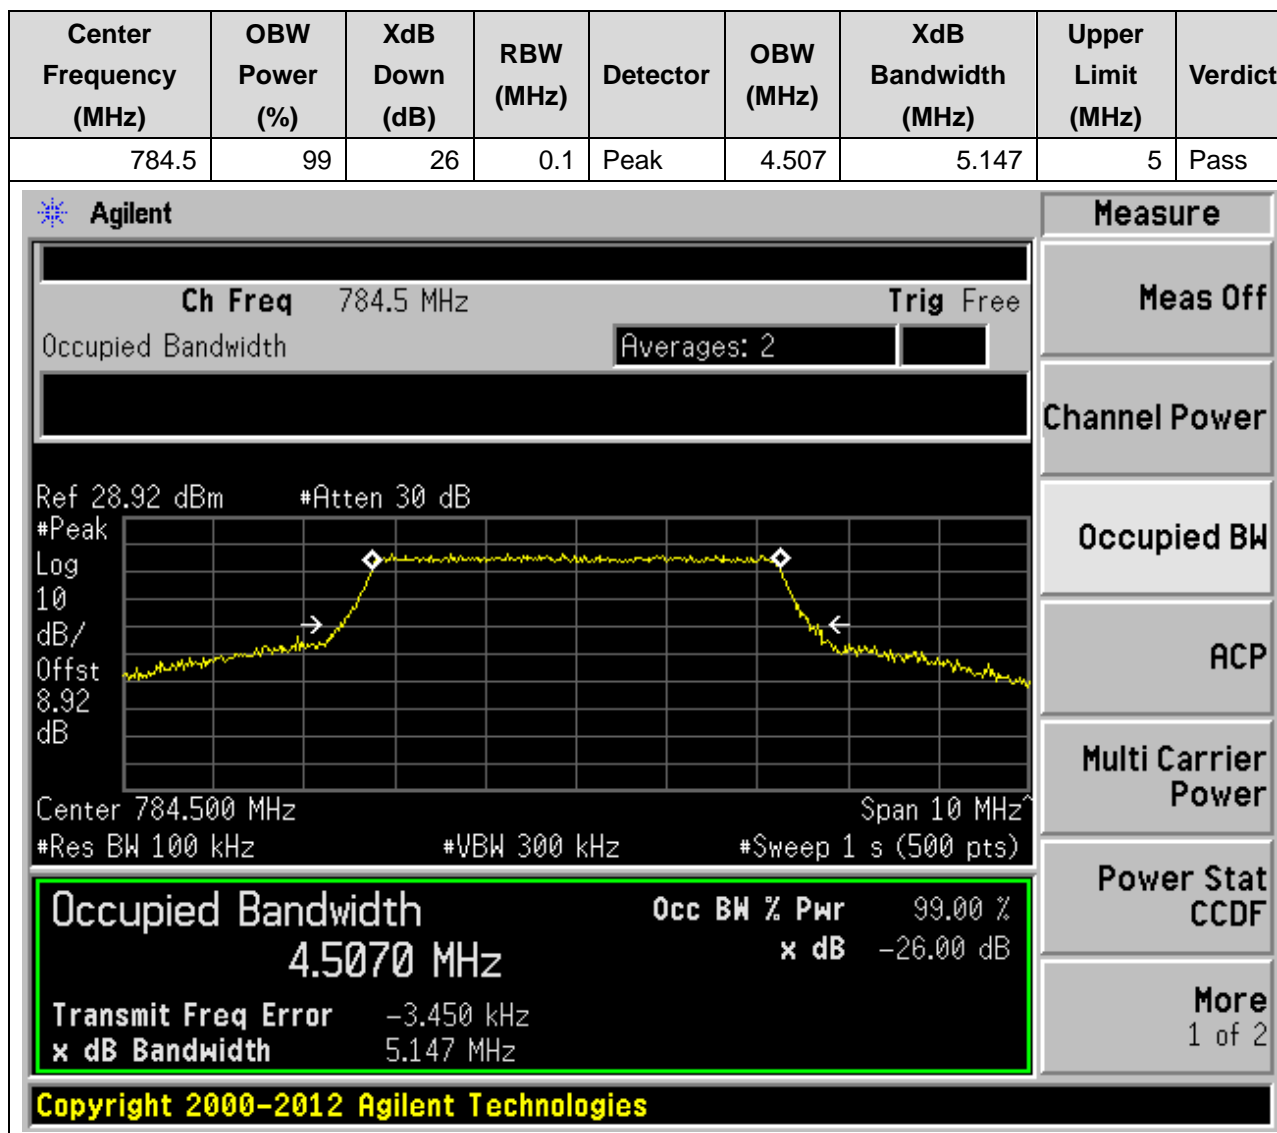 Center Frequency (MHz) OBW Power (%) XdB Down (dB) RBW (MHz) Detector OBW (MHz) XdB Bandwidth (MHz) Upper Limit (MHz) Verdict
784.5 99 26 0.1 Peak 4.507 5.147 5 Pass
Agilent
Measure
Ch Freq 784.5 MHz Trig Free
Meas Off
Occupied Bandwidth Averages: 2
Channel Power
Ref 28.92 dBm #Atten 30 dB
#Peak
Log
10
dB/
Offst
8.92
dB
Occupied BW
ACP
Multi Carrier
Power
Center 784.500 MHz Span 10 MHz^
#Res BW 100 kHz #VBW 300 kHz #Sweep 1 s (500 pts)
Power Stat
CCDF
Occupied Bandwidth Occ BW % Pwr 99.00 %
4.5070 MHz x dB -26.00 dB
Transmit Freq Error -3.450 kHz
x dB Bandwidth 5.147 MHz
More
1 of 2
Copyright 2000-2012 Agilent Technologies